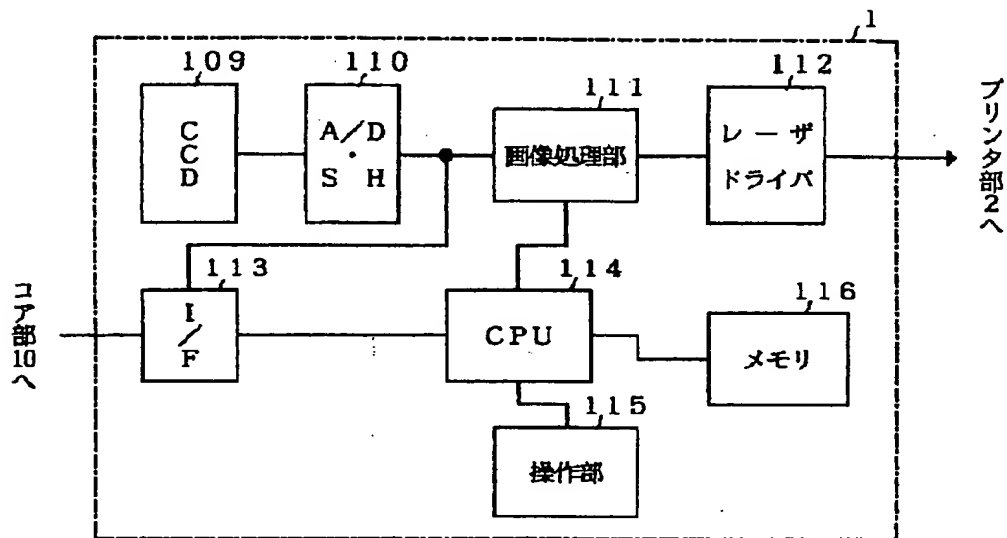 1
109
110
111
112
CCD
A/D・SH
画像処理部
レーザ
ドライバ
プリンタ部2へ
113
114
116
コア部10へ
I/F
CPU
メモリ
115
操作部